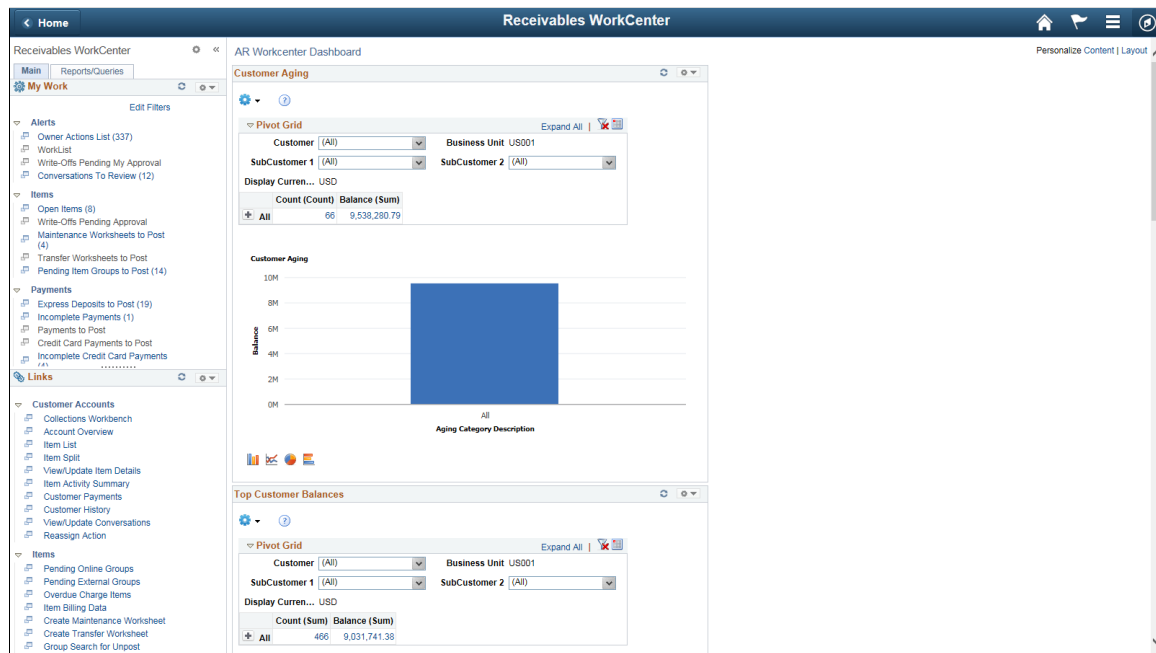 Home
Receivables WorkCenter
Receivables WorkCenter
Main
Reports/Queries
My Work
Edit Filters
Alerts
Owner Actions List (337)
WorkList
Write-Offs Pending My Approval
Conversations To Review (12)
Items
Open Items (8)
Write-Offs Pending Approval
Maintenance Worksheets to Post
(4)
Transfer Worksheets to Post
Pending Item Groups to Post (14)
Payments
Express Deposits to Post (19)
Incomplete Payments (1)
Payments to Post
Credit Card Payments to Post
Incomplete Credit Card Payments
(4)
Links
Customer Accounts
Collections Workbench
Account Overview
Item List
Item Split
View/Update Item Details
Item Activity Summary
Customer Payments
Customer History
View/Update Conversations
Reassign Action
Items
Pending Online Groups
Pending External Groups
Overdue Charge Items
Item Billing Data
Create Maintenance Worksheet
Create Transfer Worksheet
Group Search for Unpost
AR Workcenter Dashboard
Personalize Content | Layout
Customer Aging
Pivot Grid
Expand All |
Customer (All) Business Unit US001
SubCustomer 1 (All) SubCustomer 2 (All)
Display Curren... USD
Count (Count) Balance (Sum)
All 66 9,538,280.79
Customer Aging
10M
8M
6M
4M
2M
0M
Balance
All
Aging Category Description
Top Customer Balances
Pivot Grid
Expand All |
Customer (All) Business Unit US001
SubCustomer 1 (All) SubCustomer 2 (All)
Display Curren... USD
Count (Sum) Balance (Sum)
All 466 9,031,741.38